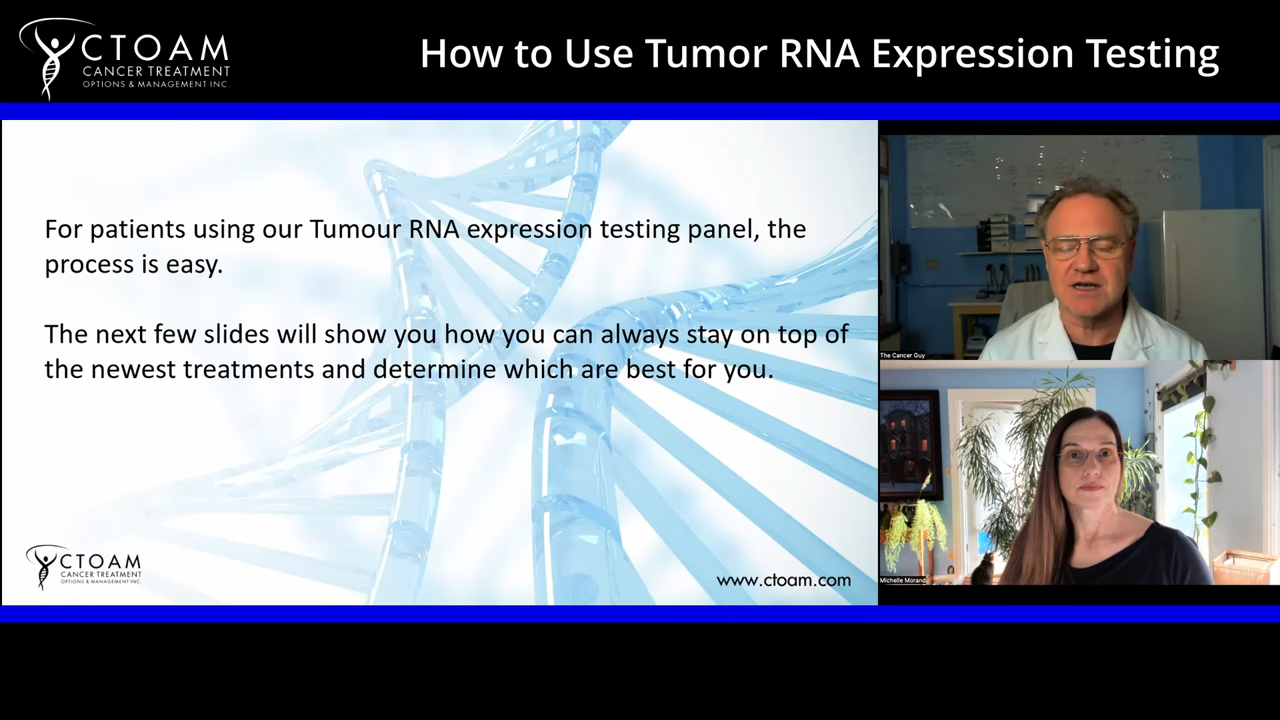 CTOAM
CANCER TREATMENT
OPTIONS & MANAGEMENT INC.
How to Use Tumor RNA Expression Testing
For patients using our Tumour RNA expression testing panel, the
process is easy.
The next few slides will show you how you can always stay on top of
the newest treatments and determine which are best for you.
CTOAM
CANCER TREATMENT
OPTIONS & MANAGEMENT INC.
www.ctoam.com
The Cancer Guy
Michelle Morand